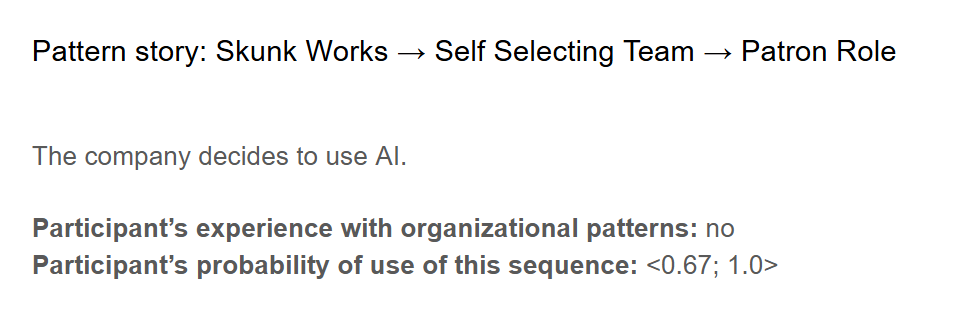 Pattern story: Skunk Works → Self Selecting Team → Patron Role
The company decides to use AI.
Participant’s experience with organizational patterns: no
Participant’s probability of use of this sequence: <0.67; 1.0>